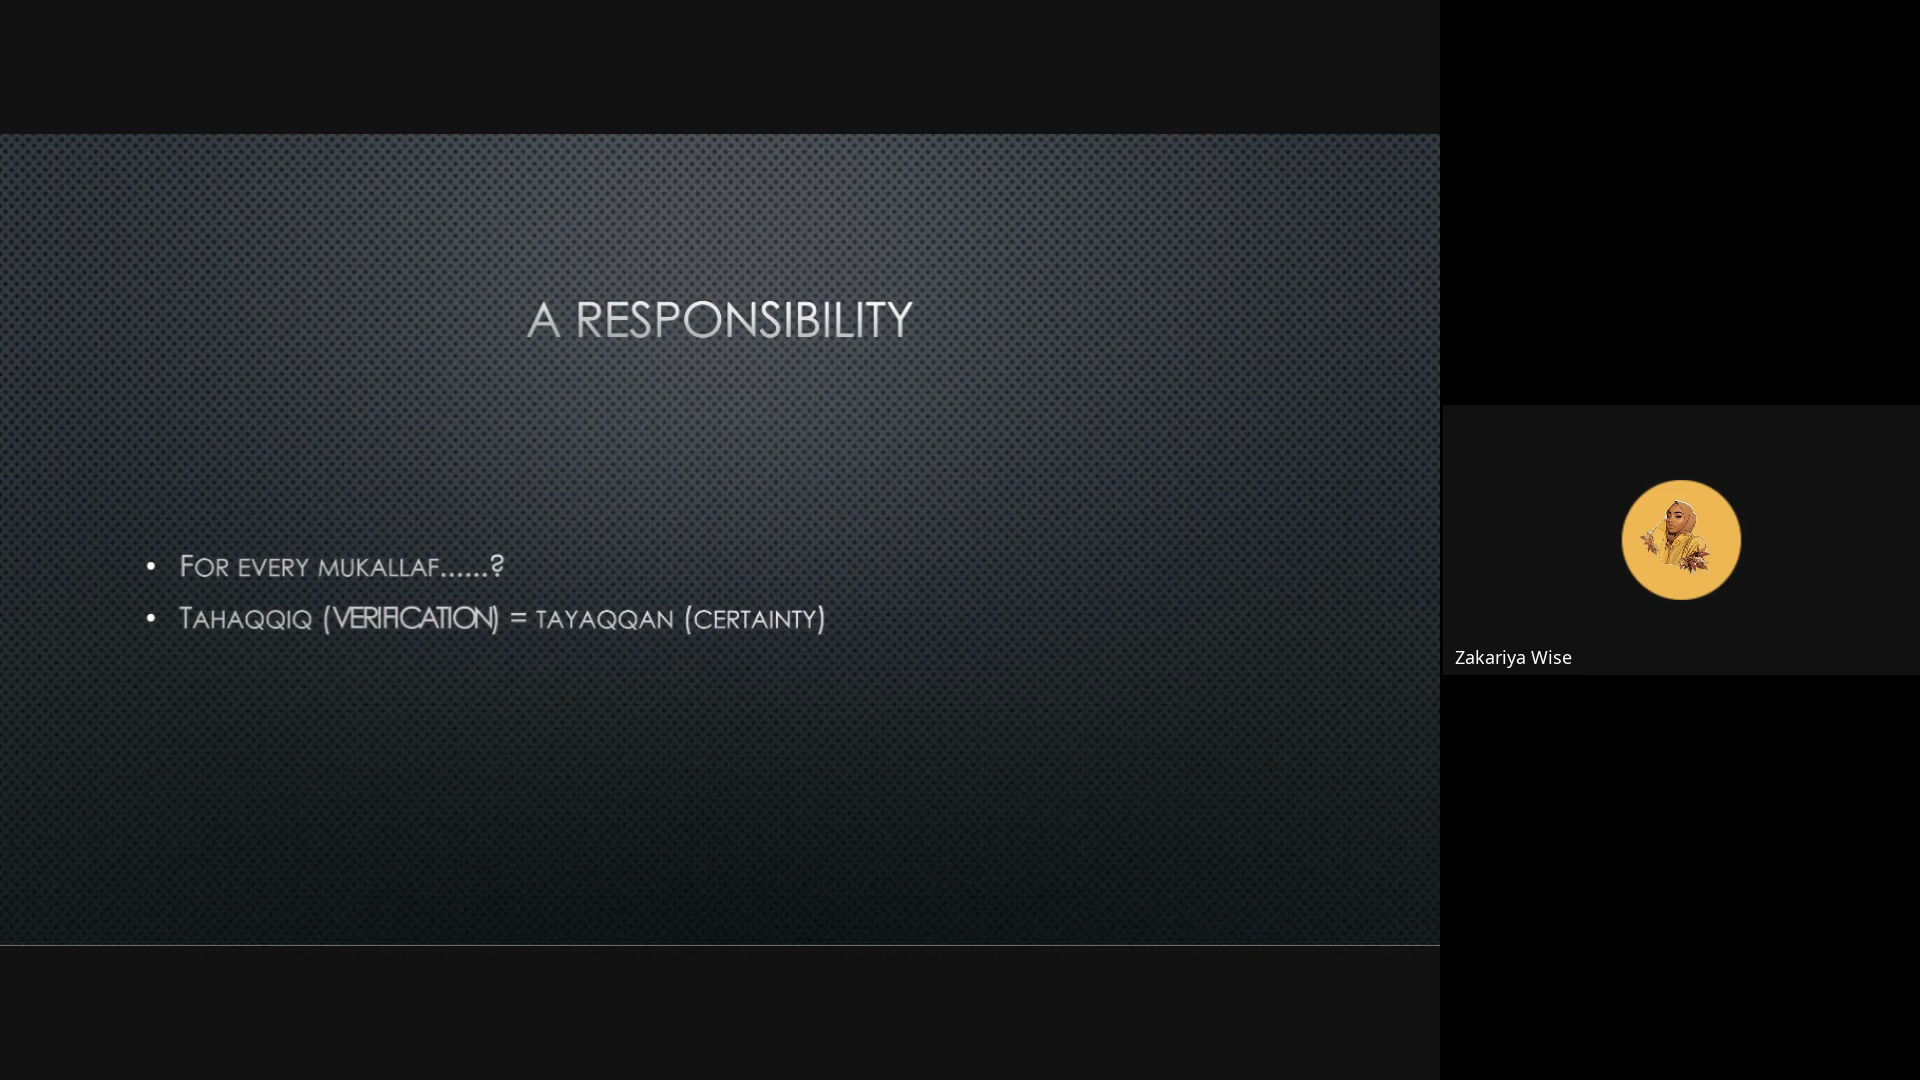 A RESPONSIBILITY
• FOR EVERY MUKALLAF......?
• TAHAQQIQ (VERIFICATION) = TAYAQQAN (CERTAINTY)
Zakariya Wise